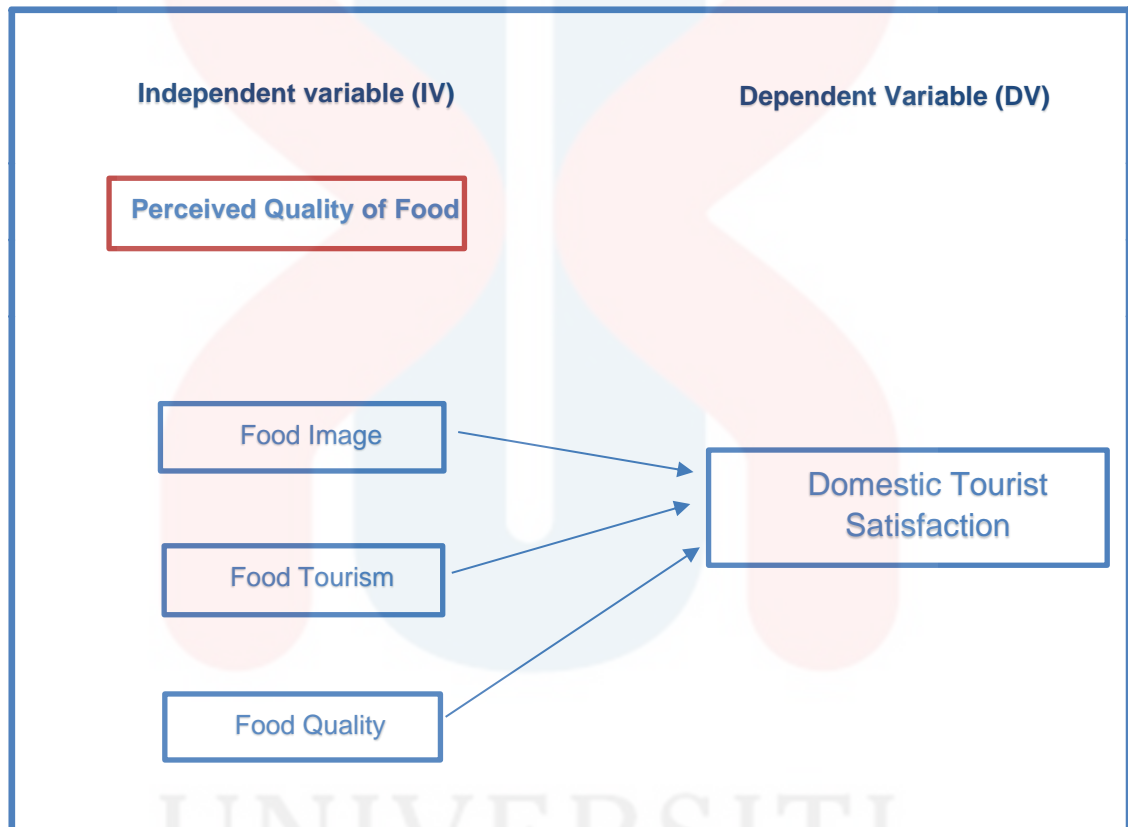 Independent variable (IV)
Dependent Variable (DV)
Perceived Quality of Food
Food Image
Domestic Tourist
Satisfaction
Food Tourism
Food Quality
UNIVERSITI